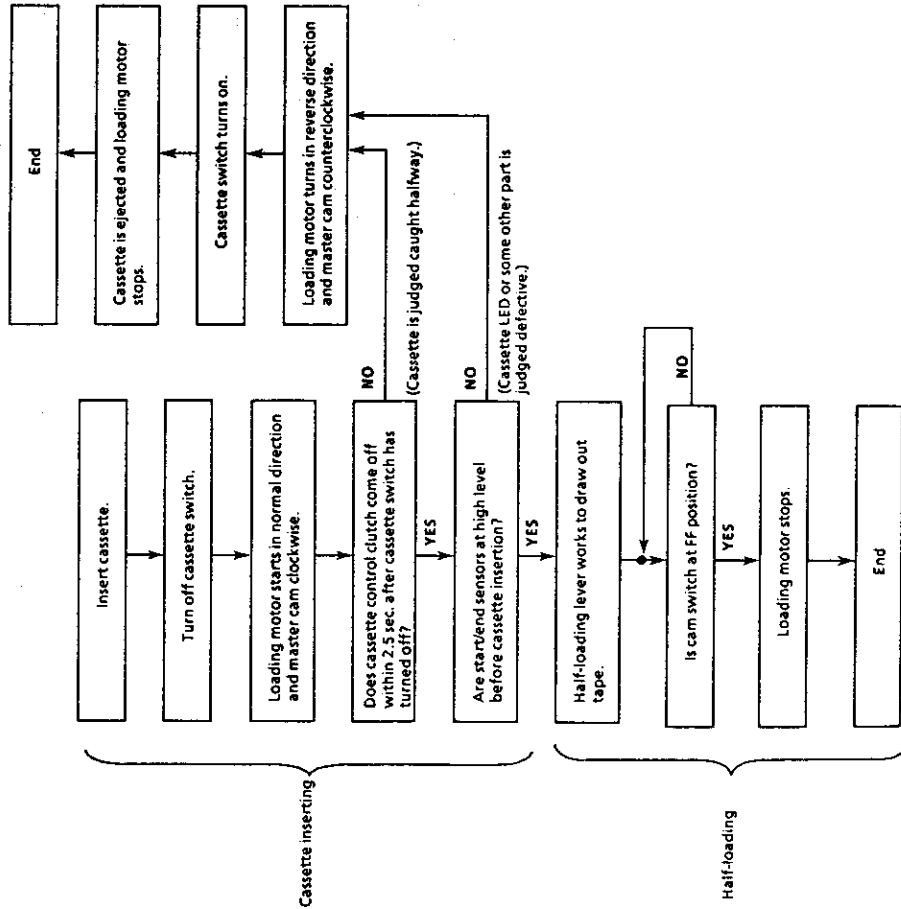 Cassette inserting
Insert cassette.
Turn off cassette switch.
Loading motor starts in normal direction
and master cam clockwise.
Does cassette control clutch come off
within 2.5 sec. after cassette switch has
turned off?
NO
(Cassette is judged caught halfway.)
YES
Are start/end sensors at high level
before cassette insertion?
NO
(Cassette LED or some other part is
judged defective.)
YES
Half-loading
Half-loading lever works to draw out
tape.
Is cam switch at FF position?
NO
YES
Loading motor stops.
End
Loading motor turns in reverse direction
and master cam counterclockwise.
Cassette switch turns on.
Cassette is ejected and loading motor
stops.
End